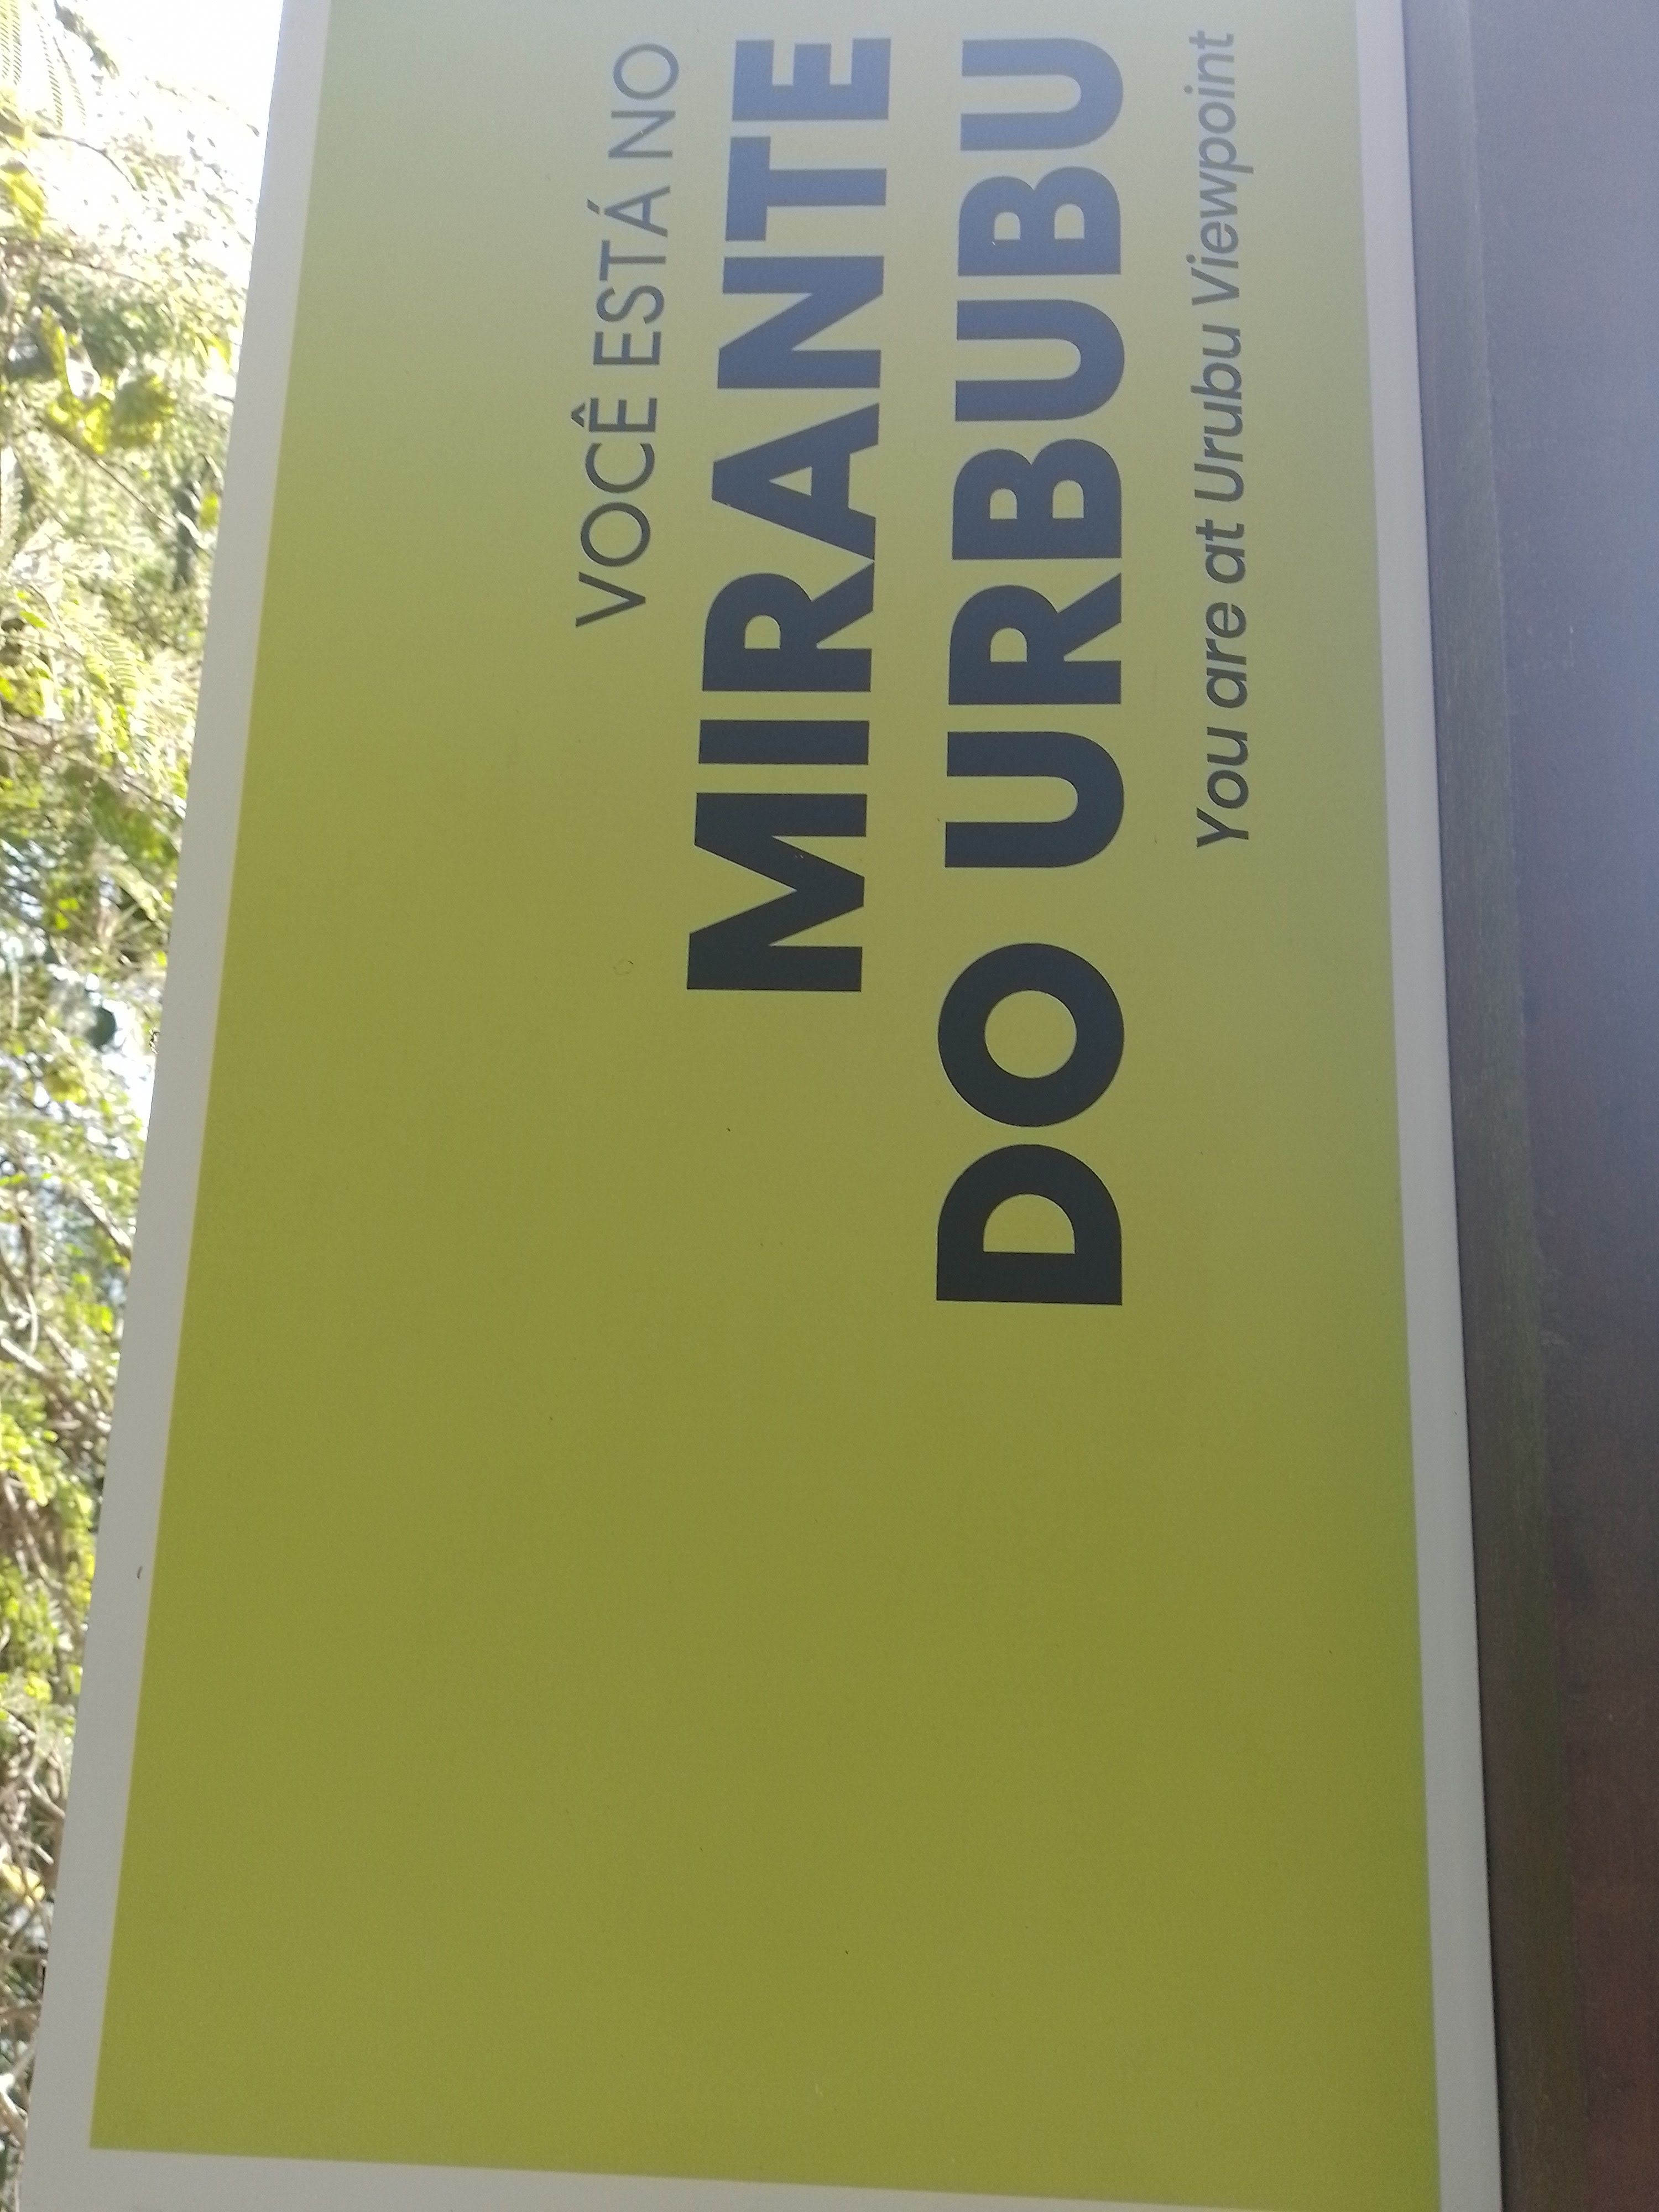 VOCÊ ESTÁ NO
MIRANTE
DO URUBU
You are at Urubu Viewpoint